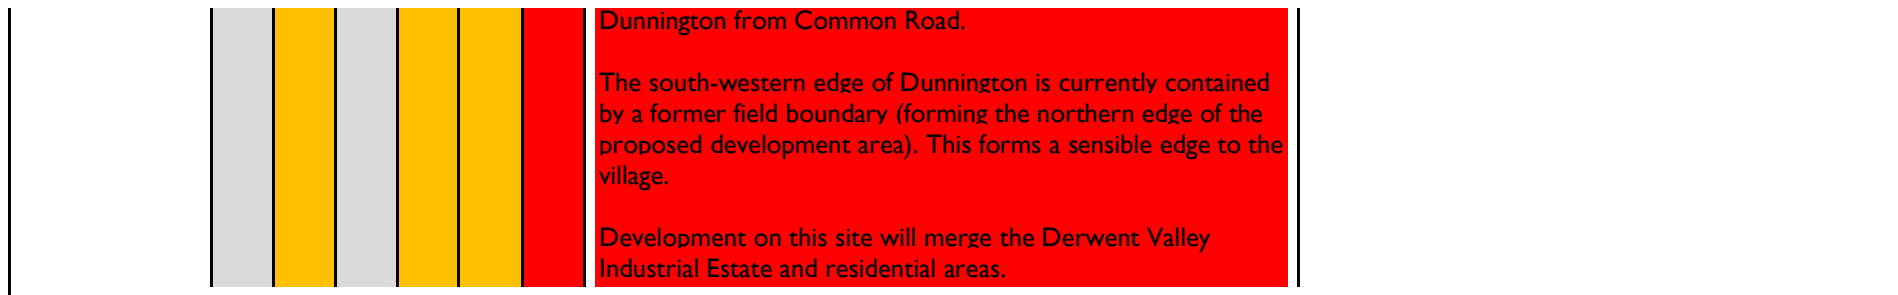 Dunnington from Common Road.
The south-western edge of Dunnington is currently contained
by a former field boundary (forming the northern edge of the
proposed development area). This forms a sensible edge to the
village.
Development on this site will merge the Derwent Valley
Industrial Estate and residential areas.